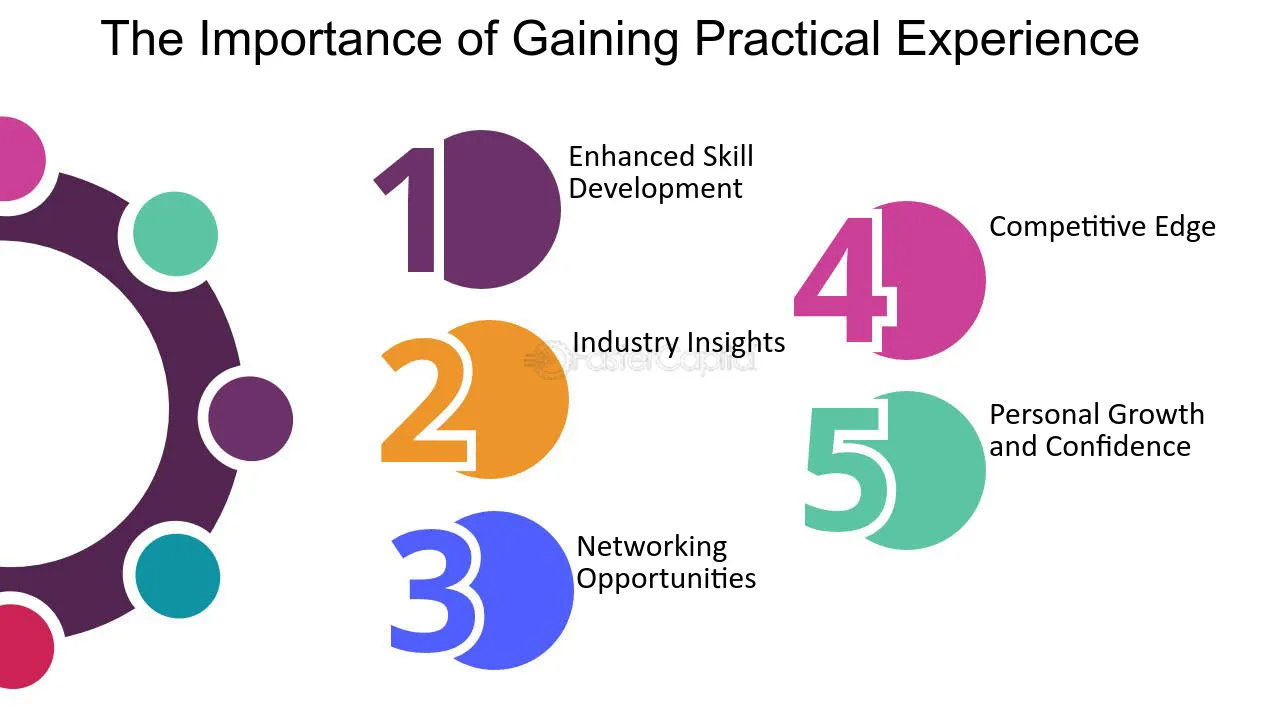 The Importance of Gaining Practical Experience
1
Enhanced Skill
Development
2
Industry Insights
FasterCapital
3
Networking
Opportunities
4
Competitive Edge
5
Personal Growth
and Confidence